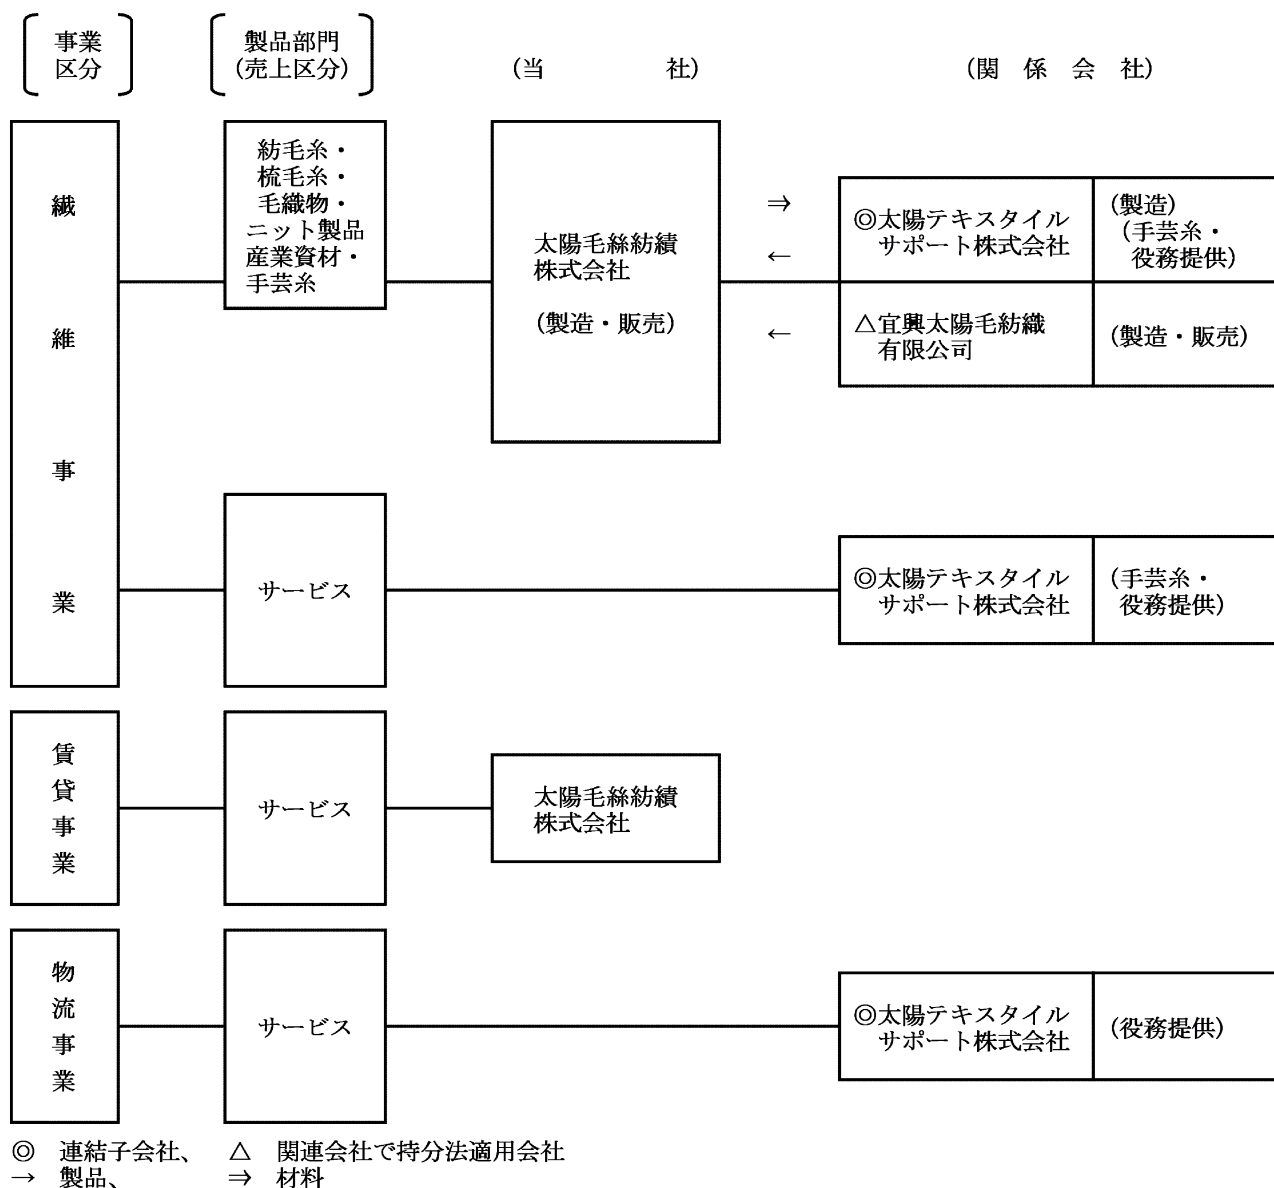 事業
区分
製品部門
(売上区分)
(当　　　　　社)
(関　係　会　社)
繊維事業
紡毛糸・
梳毛糸・
毛織物・
ニット製品
産業資材・
手芸糸
太陽毛絲紡績
株式会社
(製造・販売)
⇒
←
←
◎太陽テキスタイル
サポート株式会社
(製造)
(手芸糸・
役務提供)
△宜興太陽毛紡織
有限公司
(製造・販売)
サービス
◎太陽テキスタイル
サポート株式会社
(手芸糸・
役務提供)
賃貸事業
サービス
太陽毛絲紡績
株式会社
物流事業
サービス
◎太陽テキスタイル
サポート株式会社
(役務提供)
◎　連結子会社、　△　関連会社で持分法適用会社
→　製品、　　　　⇒　材料